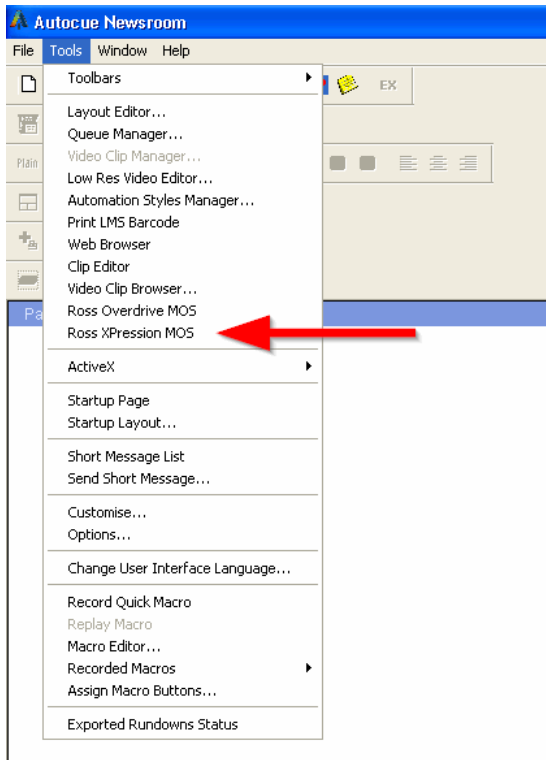 Autocue Newsroom
File Tools Window Help
Toolbars
EX
Layout Editor...
Queue Manager...
Video Clip Manager...
Plain
Low Res Video Editor...
Automation Styles Manager...
Print LMS Barcode
Web Browser
Clip Editor
Video Clip Browser...
Ross Overdrive MOS
Pa
Ross XPression MOS
ActiveX
Startup Page
Startup Layout...
Short Message List
Send Short Message...
Customise...
Options...
Change User Interface Language...
Record Quick Macro
Replay Macro
Macro Editor...
Recorded Macros
Assign Macro Buttons...
Exported Rundowns Status